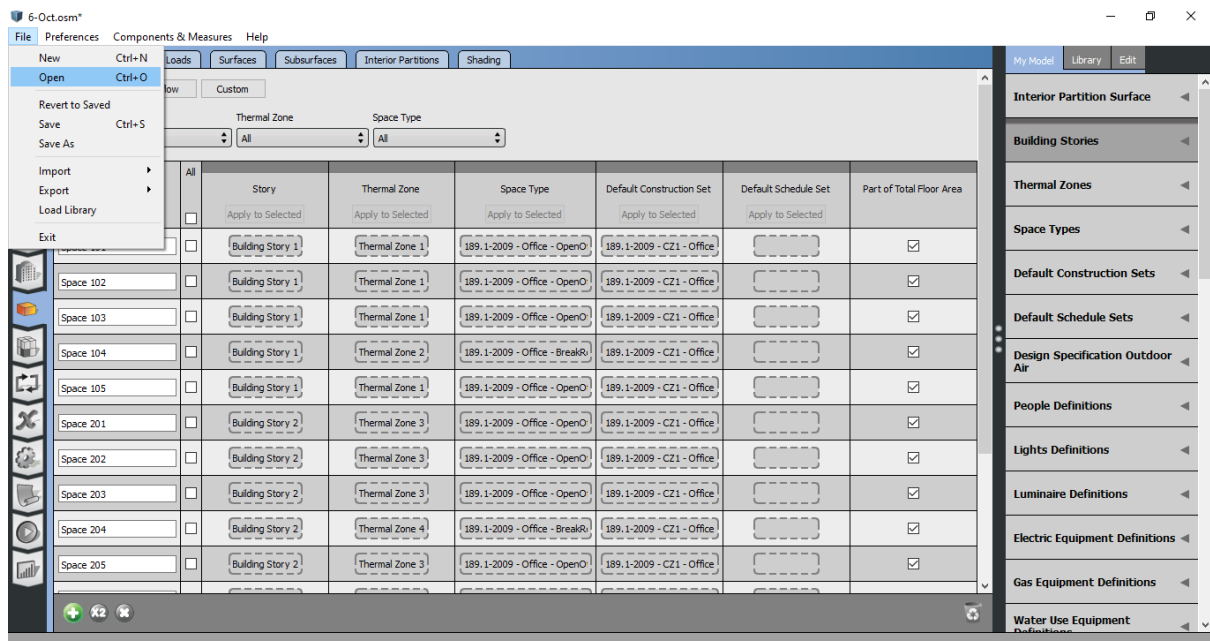 6-Oct.osm*
File Preferences Components & Measures Help
New Ctrl+N
Open Ctrl+O
Revert to Saved
Save Ctrl+S
Save As
Import
Export
Load Library
Exit
Loads Surfaces Subsurfaces Interior Partitions Shading
Custom
Thermal Zone Space Type
All All
All
Story Thermal Zone Space Type Default Construction Set Default Schedule Set Part of Total Floor Area
Apply to Selected Apply to Selected Apply to Selected Apply to Selected Apply to Selected
Building Story 1 Thermal Zone 1 189.1-2009 - Office - OpenO 189.1-2009 - CZ1 - Office
Space 102 Building Story 1 Thermal Zone 1 189.1-2009 - Office - OpenO 189.1-2009 - CZ1 - Office
Space 103 Building Story 1 Thermal Zone 1 189.1-2009 - Office - OpenO 189.1-2009 - CZ1 - Office
Space 104 Building Story 1 Thermal Zone 2 189.1-2009 - Office - BreakR 189.1-2009 - CZ1 - Office
Space 105 Building Story 1 Thermal Zone 1 189.1-2009 - Office - OpenO 189.1-2009 - CZ1 - Office
Space 201 Building Story 2 Thermal Zone 3 189.1-2009 - Office - OpenO 189.1-2009 - CZ1 - Office
Space 202 Building Story 2 Thermal Zone 3 189.1-2009 - Office - OpenO 189.1-2009 - CZ1 - Office
Space 203 Building Story 2 Thermal Zone 3 189.1-2009 - Office - OpenO 189.1-2009 - CZ1 - Office
Space 204 Building Story 2 Thermal Zone 4 189.1-2009 - Office - BreakR 189.1-2009 - CZ1 - Office
Space 205 Building Story 2 Thermal Zone 3 189.1-2009 - Office - OpenO 189.1-2009 - CZ1 - Office
X2
My Model Library Edit
Interior Partition Surface
Building Stories
Thermal Zones
Space Types
Default Construction Sets
Default Schedule Sets
Design Specification Outdoor
Air
People Definitions
Lights Definitions
Luminaire Definitions
Electric Equipment Definitions
Gas Equipment Definitions
Water Use Equipment
Definitions